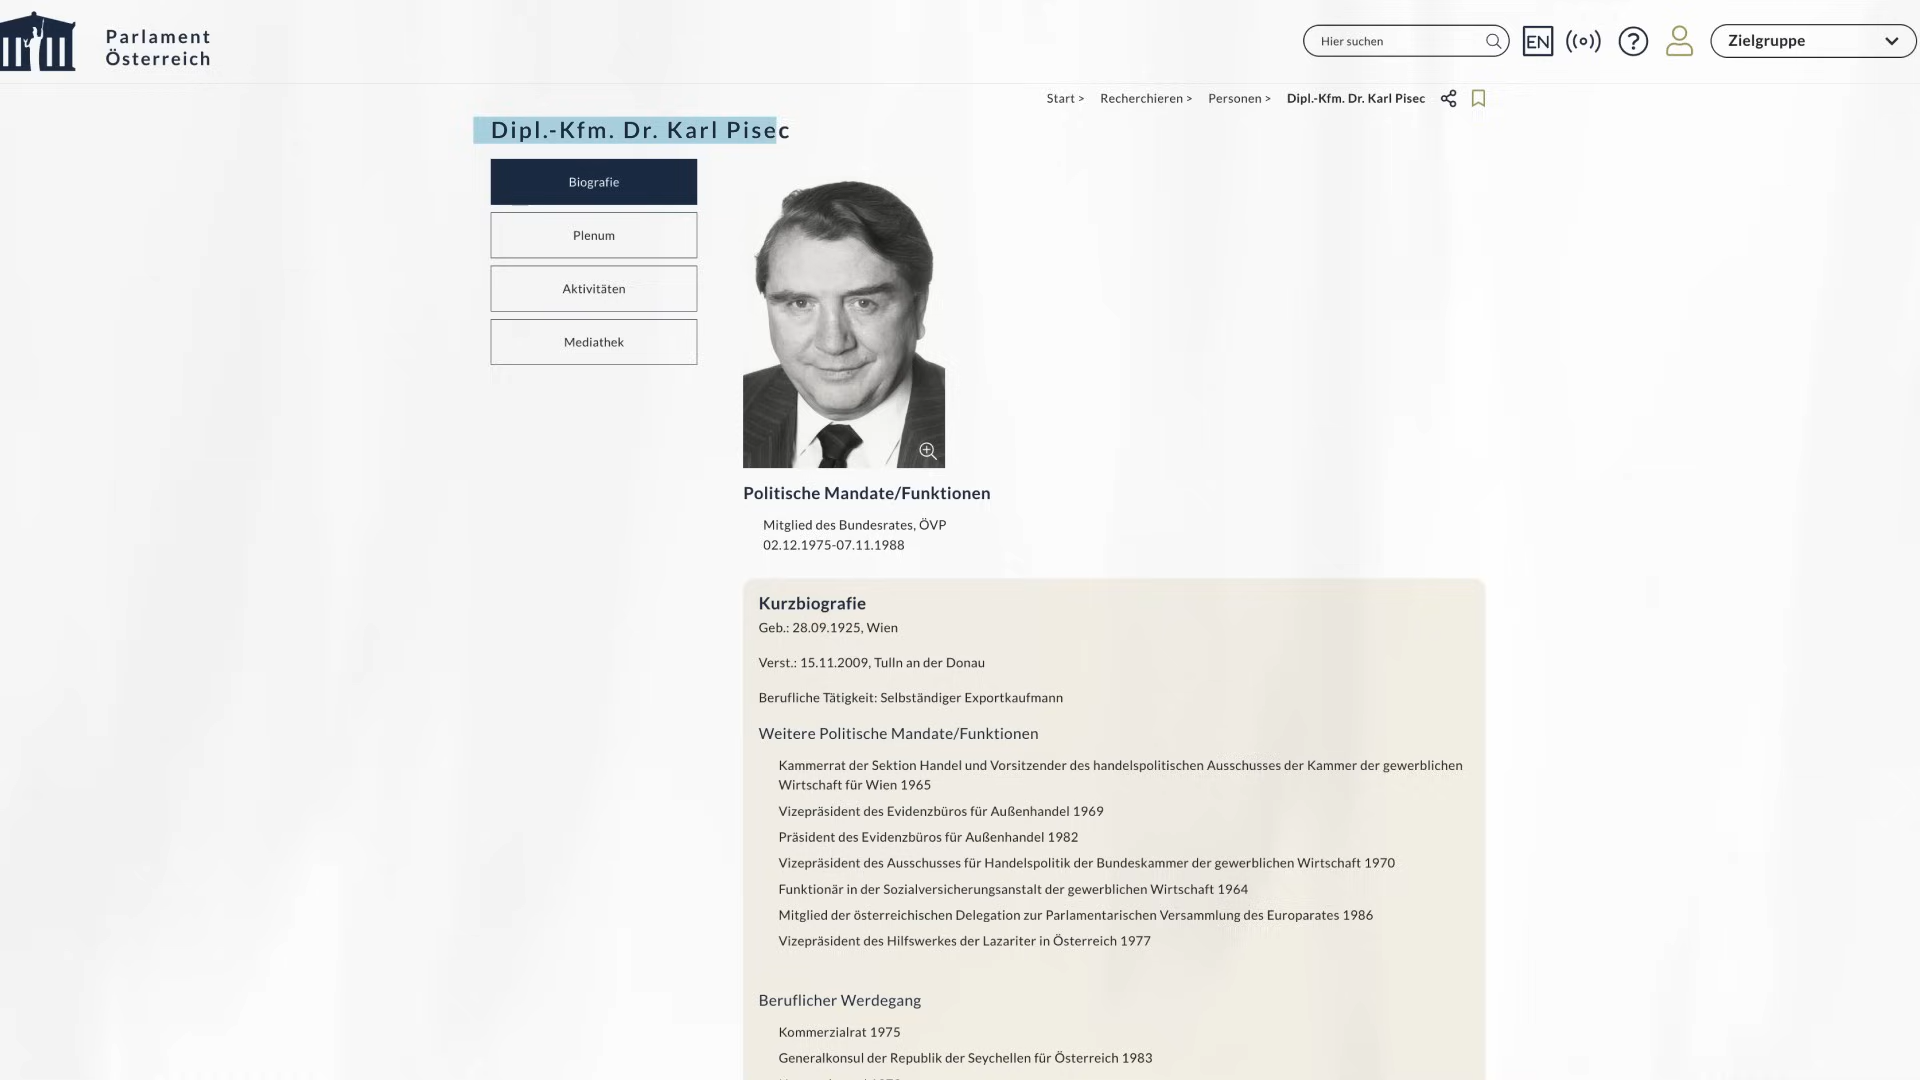 Parlament
Österreich
Hier suchen
EN
Zielgruppe
Start >
Recherchieren >
Personen >
Dipl.-Kfm. Dr. Karl Pisec
Dipl.-Kfm. Dr. Karl Pisec
Biografie
Plenum
Aktivitäten
Mediathek
Politische Mandate/Funktionen
Mitglied des Bundesrates, ÖVP
02.12.1975-07.11.1988
Kurzbiografie
Geb.: 28.09.1925, Wien
Verst.: 15.11.2009, Tulln an der Donau
Berufliche Tätigkeit: Selbständiger Exportkaufmann
Weitere Politische Mandate/Funktionen
Kammerrat der Sektion Handel und Vorsitzender des handelspolitischen Ausschusses der Kammer der gewerblichen
Wirtschaft für Wien 1965
Vizepräsident des Evidenzbüros für Außenhandel 1969
Präsident des Evidenzbüros für Außenhandel 1982
Vizepräsident des Ausschusses für Handelspolitik der Bundeskammer der gewerblichen Wirtschaft 1970
Funktionär in der Sozialversicherungsanstalt der gewerblichen Wirtschaft 1964
Mitglied der österreichischen Delegation zur Parlamentarischen Versammlung des Europarates 1986
Vizepräsident des Hilfswerkes der Lazariter in Österreich 1977
Beruflicher Werdegang
Kommerzialrat 1975
Generalkonsul der Republik der Seychellen für Österreich 1983